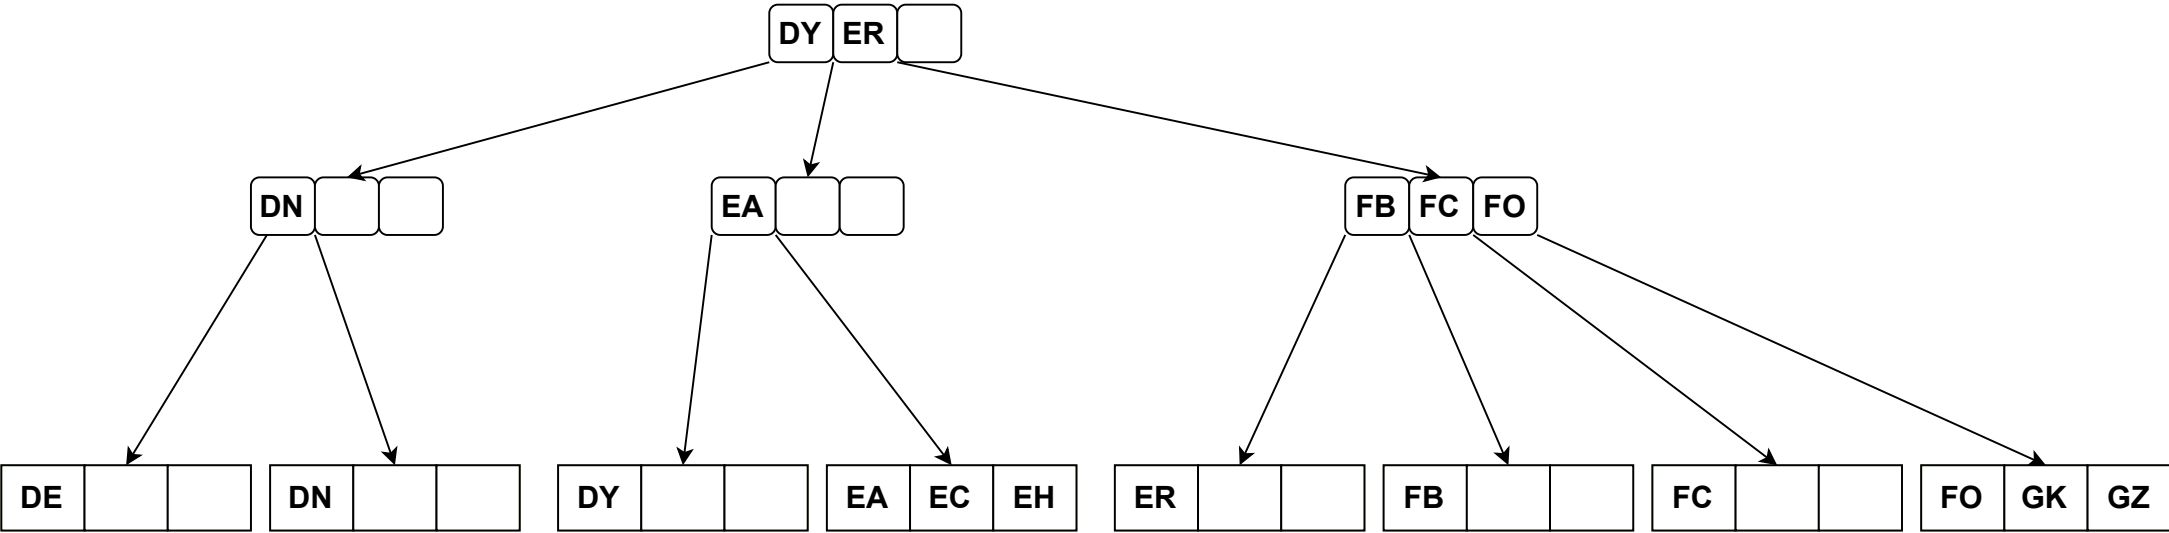 DY ER
DN EA FB FC FO
DE DN DY EA EC EH ER FB FC FO GK GZ